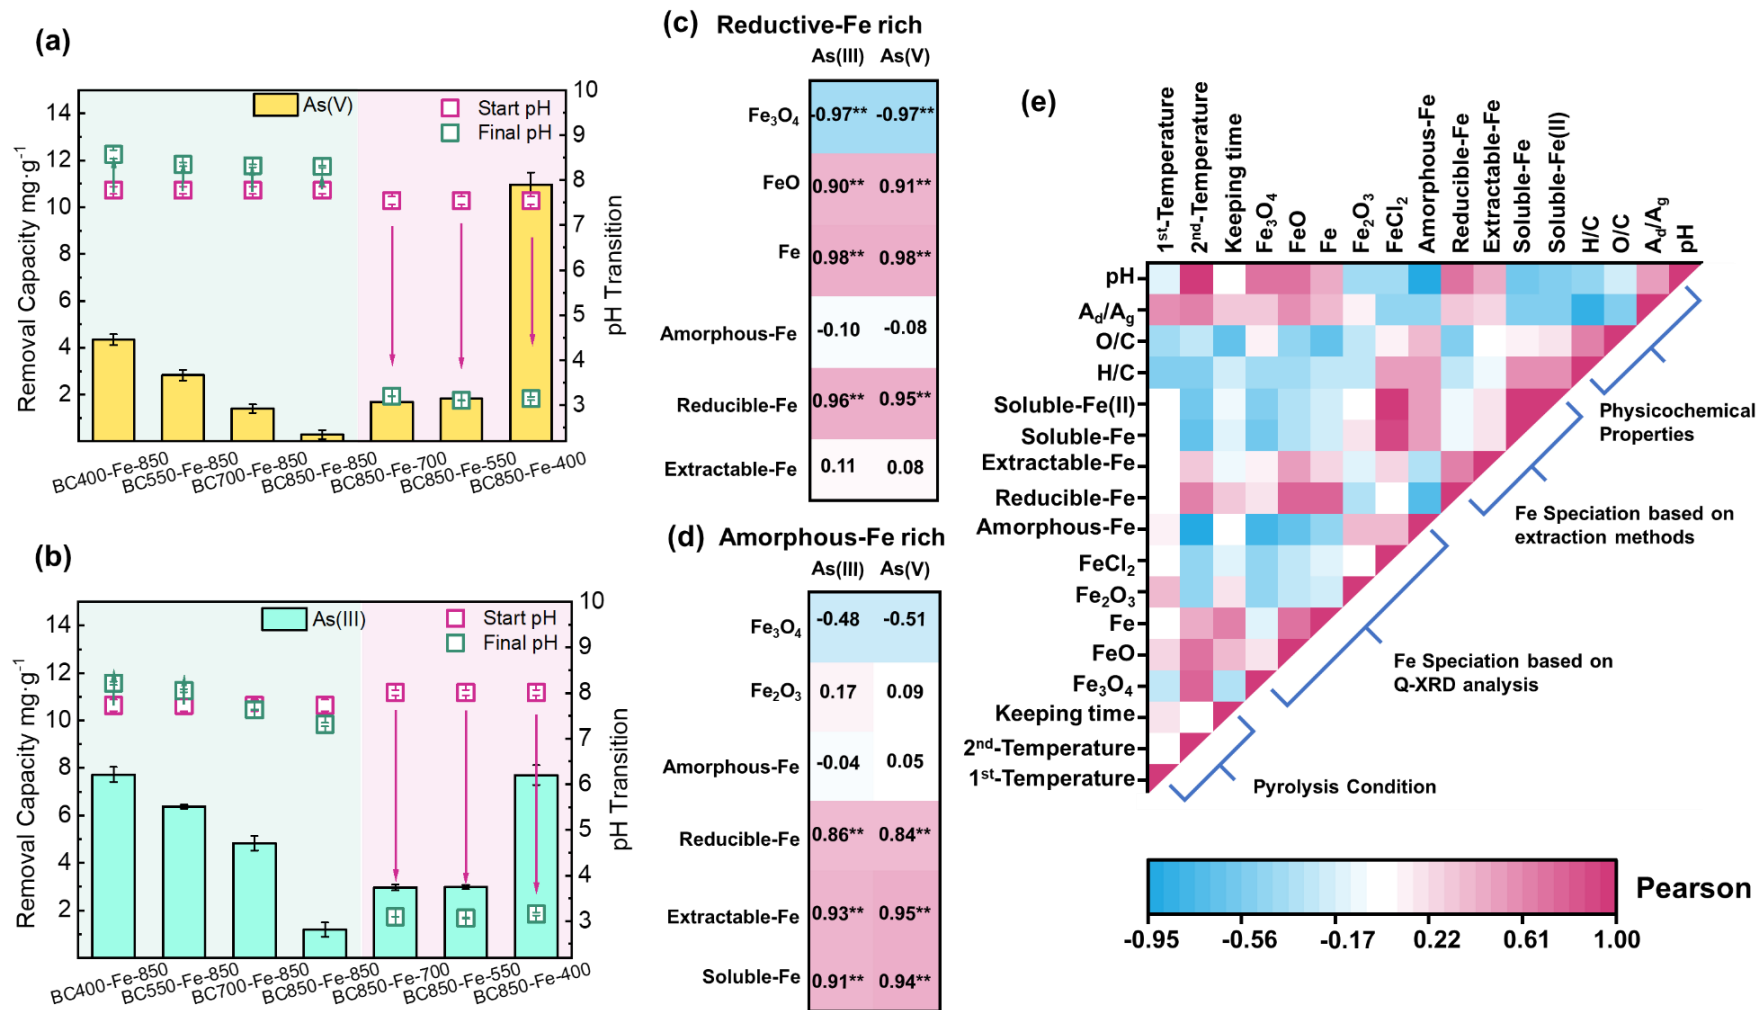 (a)
As(V)
Start pH
Final pH
Removal Capacity mg·g⁻¹
14
12
10
8
6
4
2
pH Transition
10
9
8
7
6
5
4
3
BC400-Fe-850
BC550-Fe-850
BC700-Fe-850
BC850-Fe-850
BC850-Fe-700
BC850-Fe-550
BC850-Fe-400
(b)
As(III)
Start pH
Final pH
Removal Capacity mg·g⁻¹
14
12
10
8
6
4
2
pH Transition
10
9
8
7
6
5
4
3
BC400-Fe-850
BC550-Fe-850
BC700-Fe-850
BC850-Fe-850
BC850-Fe-700
BC850-Fe-550
BC850-Fe-400
(c) Reductive-Fe rich
As(III) As(V)
Fe₃O₄ -0.97** -0.97**
FeO 0.90** 0.91**
Fe 0.98** 0.98**
Amorphous-Fe -0.10 -0.08
Reducible-Fe 0.96** 0.95**
Extractable-Fe 0.11 0.08
(d) Amorphous-Fe rich
As(III) As(V)
Fe₃O₄ -0.48 -0.51
Fe₂O₃ 0.17 0.09
Amorphous-Fe -0.04 0.05
Reducible-Fe 0.86** 0.84**
Extractable-Fe 0.93** 0.95**
Soluble-Fe 0.91** 0.94**
(e)
1ˢᵗ-Temperature
2ⁿᵈ-Temperature
Keeping time
Fe₃O₄
FeO
Fe
Fe₂O₃
FeCl₂
Amorphous-Fe
Reducible-Fe
Extractable-Fe
Soluble-Fe
Soluble-Fe(II)
H/C
O/C
A_d/A_g
pH
pH
A_d/A_g
O/C
H/C
Soluble-Fe(II)
Soluble-Fe
Extractable-Fe
Reducible-Fe
Amorphous-Fe
FeCl₂
Fe₂O₃
Fe
FeO
Fe₃O₄
Keeping time
2ⁿᵈ-Temperature
1ˢᵗ-Temperature
Physicochemical
Properties
Fe Speciation based on
extraction methods
Fe Speciation based on
Q-XRD analysis
Pyrolysis Condition
Pearson
-0.95 -0.56 -0.17 0.22 0.61 1.00